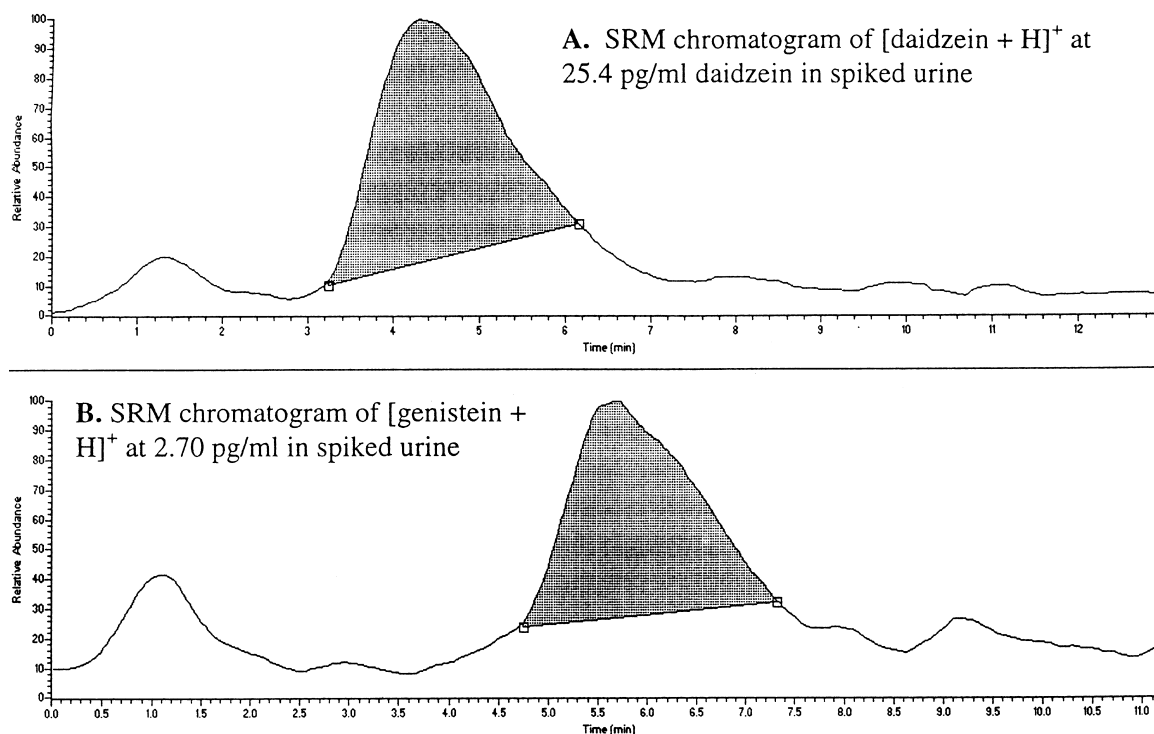 A. SRM chromatogram of [daidzein + H]+ at
25.4 pg/ml daidzein in spiked urine
Relative Abundance
100
90
80
70
60
50
40
30
20
10
0
0 1 2 3 4 5 6 7 8 9 10 11 12
Time (min)
B. SRM chromatogram of [genistein +
H]+ at 2.70 pg/ml in spiked urine
Relative Abundance
100
90
80
70
60
50
40
30
20
10
0
0.0 0.5 1.0 1.5 2.0 2.5 3.0 3.5 4.0 4.5 5.0 5.5 6.0 6.5 7.0 7.5 8.0 8.5 9.0 9.5 10.0 10.5 11.0
Time (min)